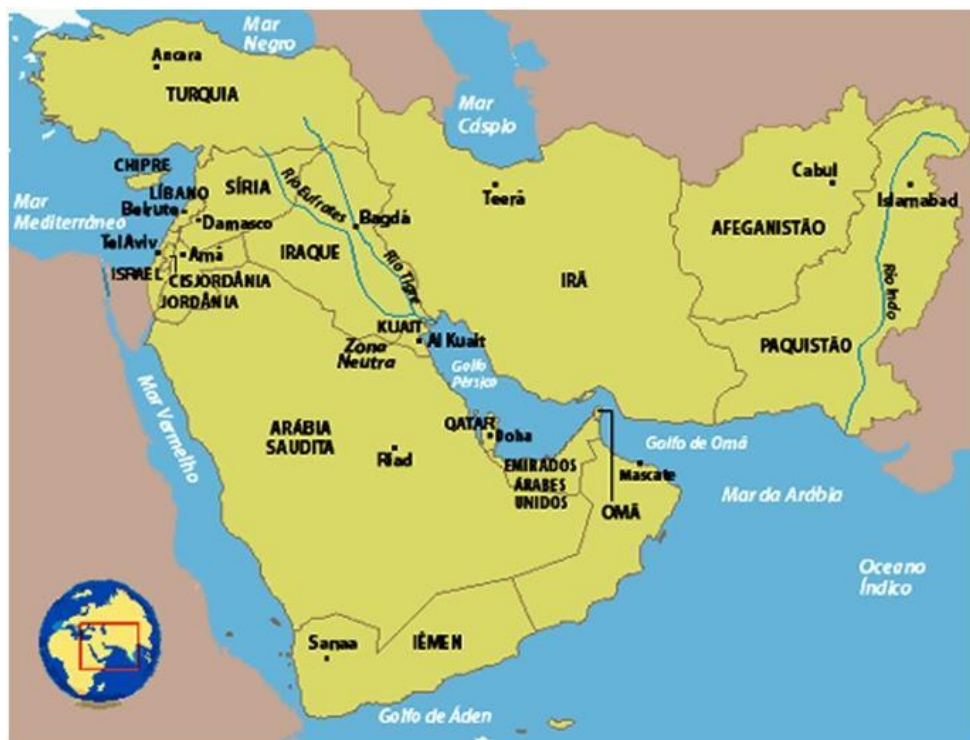 Mar
Negro
Ancara
TURQUIA
Mar
Cáspio
CHIPRE
LÍBANO
SÍRIA
Rio Eufrates
Teerã
Cabul
Islamabad
Mar
Mediterrâneo
Beirute
Damasco
Bagdá
AFEGANISTÃO
Tel Aviv
Amã
IRAQUE
Rio Tigre
IRÃ
Rio Indo
ISRAEL
CISJORDÂNIA
JORDÂNIA
KUAIT
Al Kuait
Zona
Neutra
PAQUISTÃO
Golfo
Pérsico
Mar Vermelho
ARÁBIA
SAUDITA
Riad
QATAR
Doha
Golfo de Omã
EMIRADOS
ÁRABES
UNIDOS
Mascate
Mar da Arábia
OMÃ
Oceano
Índico
Sanaa
IÊMEN
Golfo de Áden